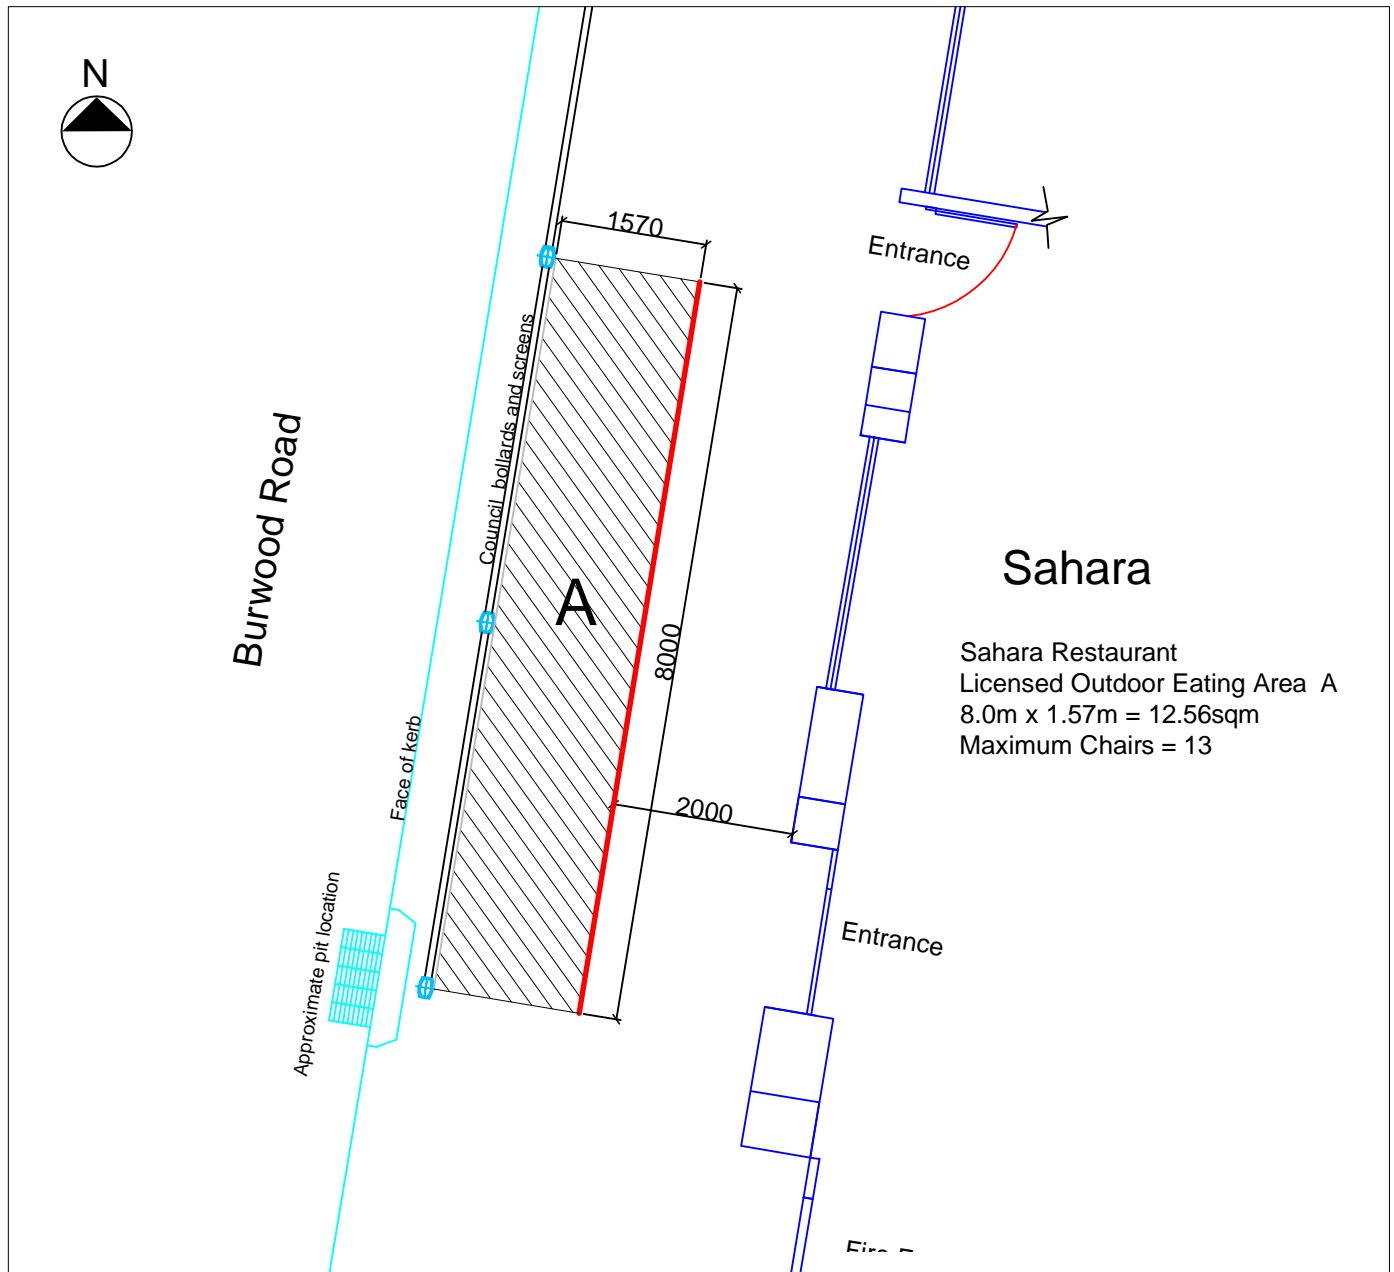 N
1570
Entrance
Council bollards and screens
Burwood Road
Sahara
A
8000
Sahara Restaurant
Licensed Outdoor Eating Area A
8.0m x 1.57m = 12.56sqm
Maximum Chairs = 13
Face of kerb
2000
Approximate pit location
Entrance